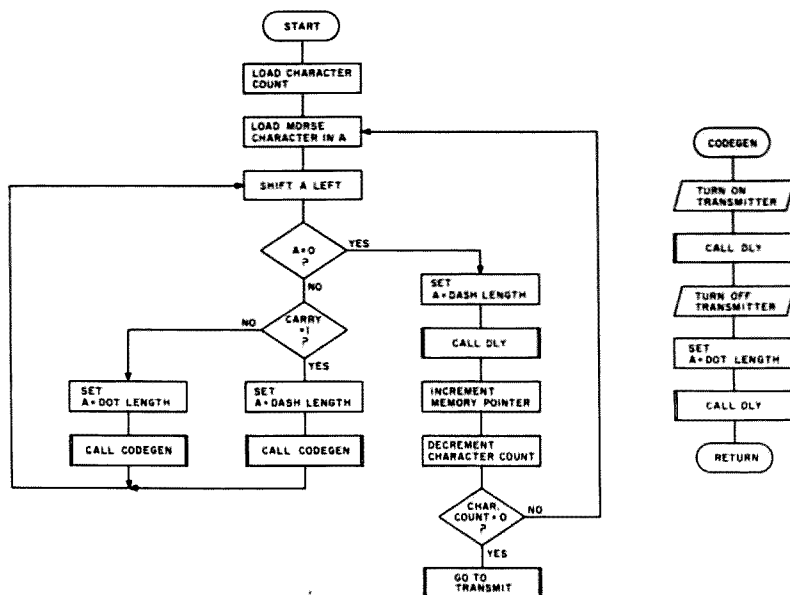 START
LOAD CHARACTER
COUNT
LOAD MORSE
CHARACTER IN A
SHIFT A LEFT
A=0
?
YES
NO
CARRY
=1
?
NO
YES
SET
A=DOT LENGTH
CALL CODEGEN
SET
A=DASH LENGTH
CALL CODEGEN
SET
A=DASH LENGTH
CALL DLY
INCREMENT
MEMORY POINTER
DECREMENT
CHARACTER COUNT
CHAR.
COUNT=0
?
NO
YES
GO TO
TRANSMIT
CODEGEN
TURN ON
TRANSMITTER
CALL DLY
TURN OFF
TRANSMITTER
SET
A=DOT LENGTH
CALL DLY
RETURN